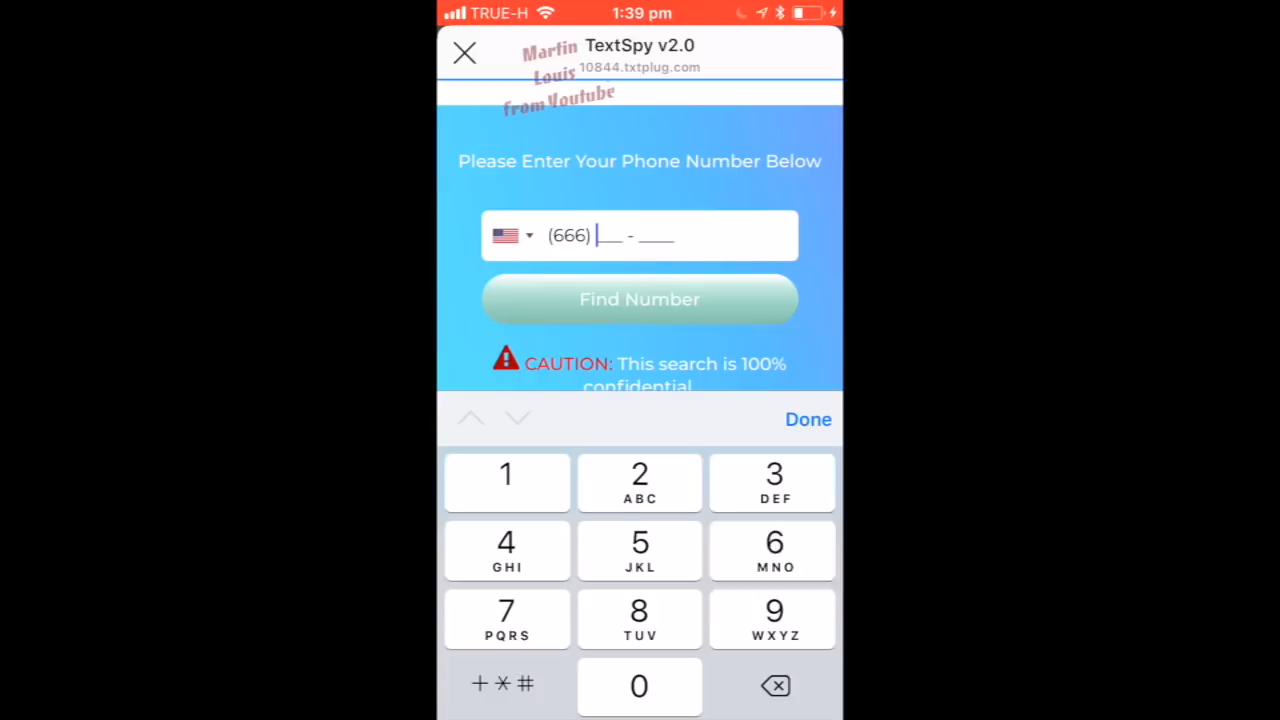 TRUE-H
1:39 pm
TextSpy v2.0
10844.txtplug.com
Martin
Louis
from Youtube
Please Enter Your Phone Number Below
(666) ___ - ____
Find Number
CAUTION: This search is 100%
confidential
Done
1
2
ABC
3
DEF
4
GHI
5
JKL
6
MNO
7
PQRS
8
TUV
9
WXYZ
+*#
0